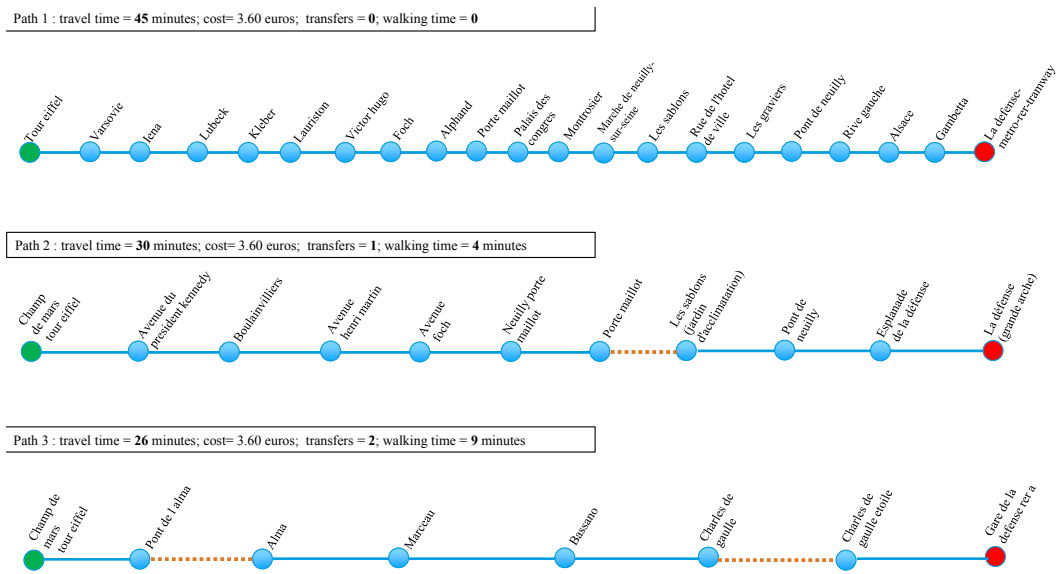 Path 1 : travel time = 45 minutes; cost= 3.60 euros; transfers = 0; walking time = 0
Tour eiffel
Varsovie
Iena
Lubeck
Kleber
Lauriston
Victor hugo
Foch
Alphand
Porte maillot
Palais des
congres
Montrosier
Marche de neuilly-
sur-seine
Les sablons
Rue de l'hotel
de ville
Les graviers
Pont de neuilly
Rive gauche
Alsace
Gambetta
La defense-
metro-rer-tramway
Path 2 : travel time = 30 minutes; cost= 3.60 euros; transfers = 1; walking time = 4 minutes
Champ
de mars
tour eiffel
Avenue du
president kennedy
Boulainvilliers
Avenue
henri martin
Avenue
foch
Neuilly porte
maillot
Porte maillot
Les sablons
(jardin
d'acclimatation)
Pont de
neuilly
Esplanade
de la défense
La défense
(grande arche)
Path 3 : travel time = 26 minutes; cost= 3.60 euros; transfers = 2; walking time = 9 minutes
Champ de
mars
tour eiffel
Pont de l alma
Alma
Marceau
Bassano
Charles de
gaulle
Charles de
gaulle etoile
Gare de la
defense rer a